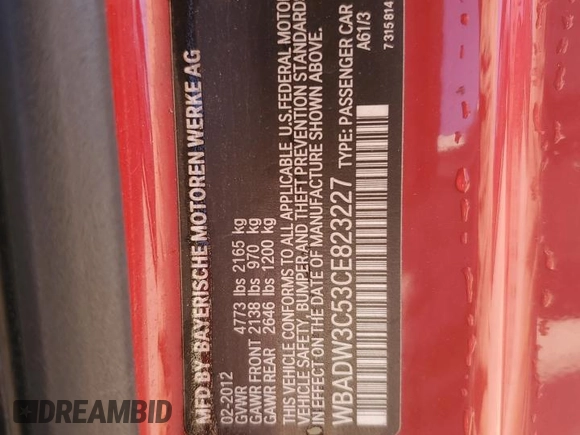 MFD BY BAYERISCHE MOTOREN WERKE AG
02-2012
GVWR 4773 lbs 2165 kg
GAWR FRONT 2138 lbs 970 kg
GAWR REAR 2646 lbs 1200 kg
THIS VEHICLE CONFORMS TO ALL APPLICABLE U.S.FEDERAL MOTOR
VEHICLE SAFETY, BUMPER AND THEFT PREVENTION STANDARDS
IN EFFECT ON THE DATE OF MANUFACTURE SHOWN ABOVE.
WBADW3C53CE823227 TYPE: PASSENGER CAR
A61/3
7 315 814
DREAMBID